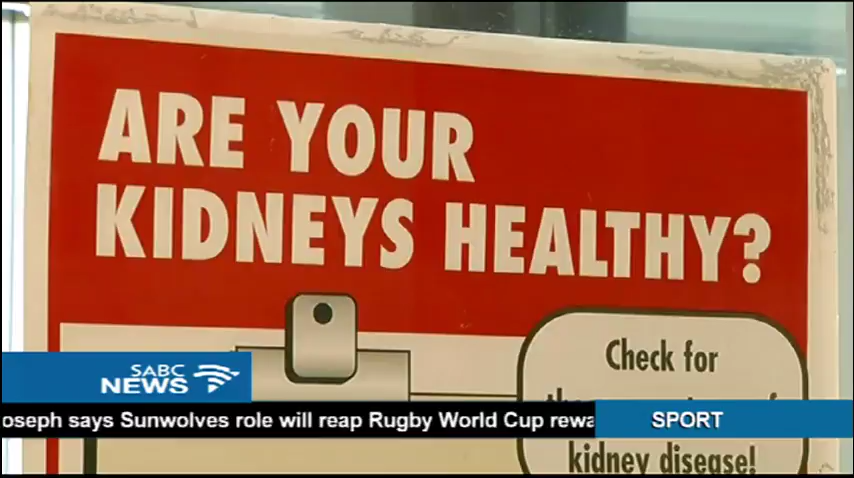 ARE YOUR
KIDNEYS HEALTHY?
Check for
kidney disease!
SABC
NEWS
oseph says Sunwolves role will reap Rugby World Cup rewa
SPORT